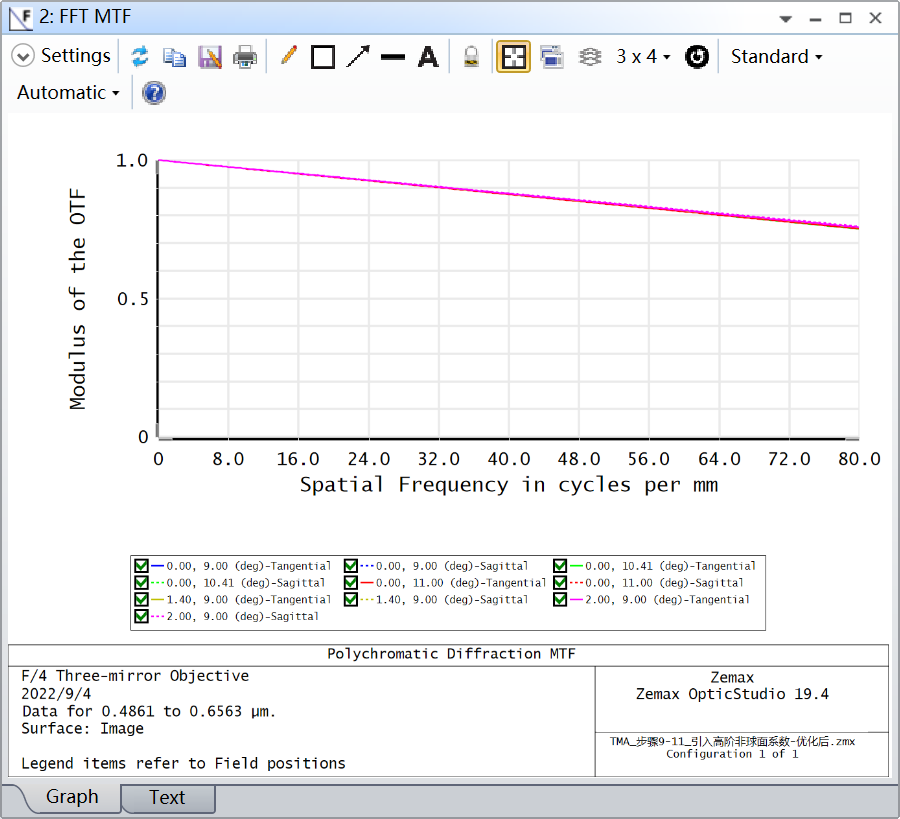 2: FFT MTF
Settings
3 x 4
Standard
Automatic
1.0
0.5
0
Modulus of the OTF
0 8.0 16.0 24.0 32.0 40.0 48.0 56.0 64.0 72.0 80.0
Spatial Frequency in cycles per mm
0.00, 9.00 (deg)-Tangential 0.00, 9.00 (deg)-Sagittal 0.00, 10.41 (deg)-Tangential
0.00, 10.41 (deg)-Sagittal 0.00, 11.00 (deg)-Tangential 0.00, 11.00 (deg)-Sagittal
1.40, 9.00 (deg)-Tangential 1.40, 9.00 (deg)-Sagittal 2.00, 9.00 (deg)-Tangential
2.00, 9.00 (deg)-Sagittal
Polychromatic Diffraction MTF
F/4 Three-mirror Objective
2022/9/4
Data for 0.4861 to 0.6563 µm.
Surface: Image
Legend items refer to Field positions
Zemax
Zemax OpticStudio 19.4
TMA_步骤9-11_引入高阶非球面系数-优化后.zmx
Configuration 1 of 1
Graph
Text